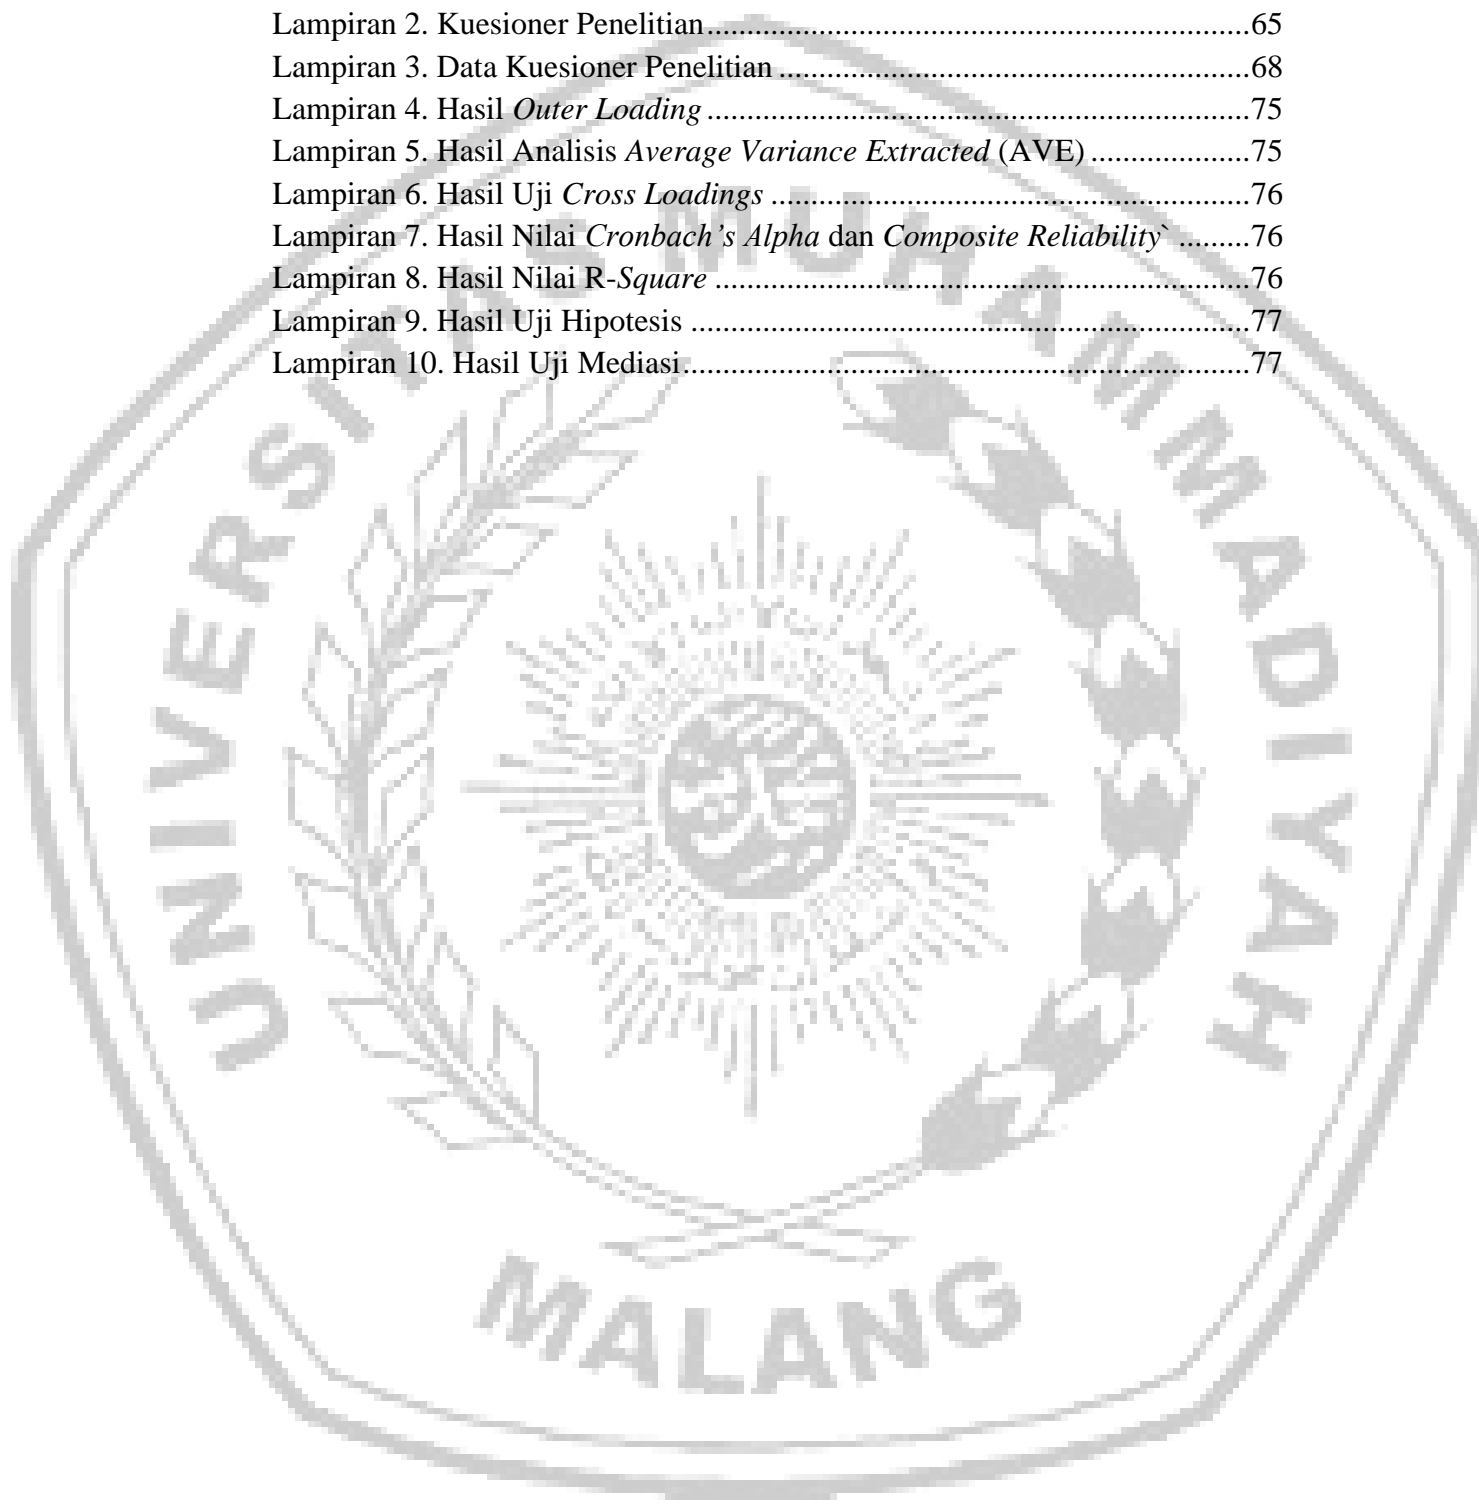 Lampiran 2. Kuesioner Penelitian....................................................................65
Lampiran 3. Data Kuesioner Penelitian ...........................................................68
Lampiran 4. Hasil Outer Loading ....................................................................75
Lampiran 5. Hasil Analisis Average Variance Extracted (AVE) ....................75
Lampiran 6. Hasil Uji Cross Loadings ............................................................76
Lampiran 7. Hasil Nilai Cronbach's Alpha dan Composite Reliability` .........76
Lampiran 8. Hasil Nilai R-Square ...................................................................76
Lampiran 9. Hasil Uji Hipotesis ......................................................................77
Lampiran 10. Hasil Uji Mediasi.......................................................................77
UNIVERSITAS MUHAMMADIYAH
MALANG